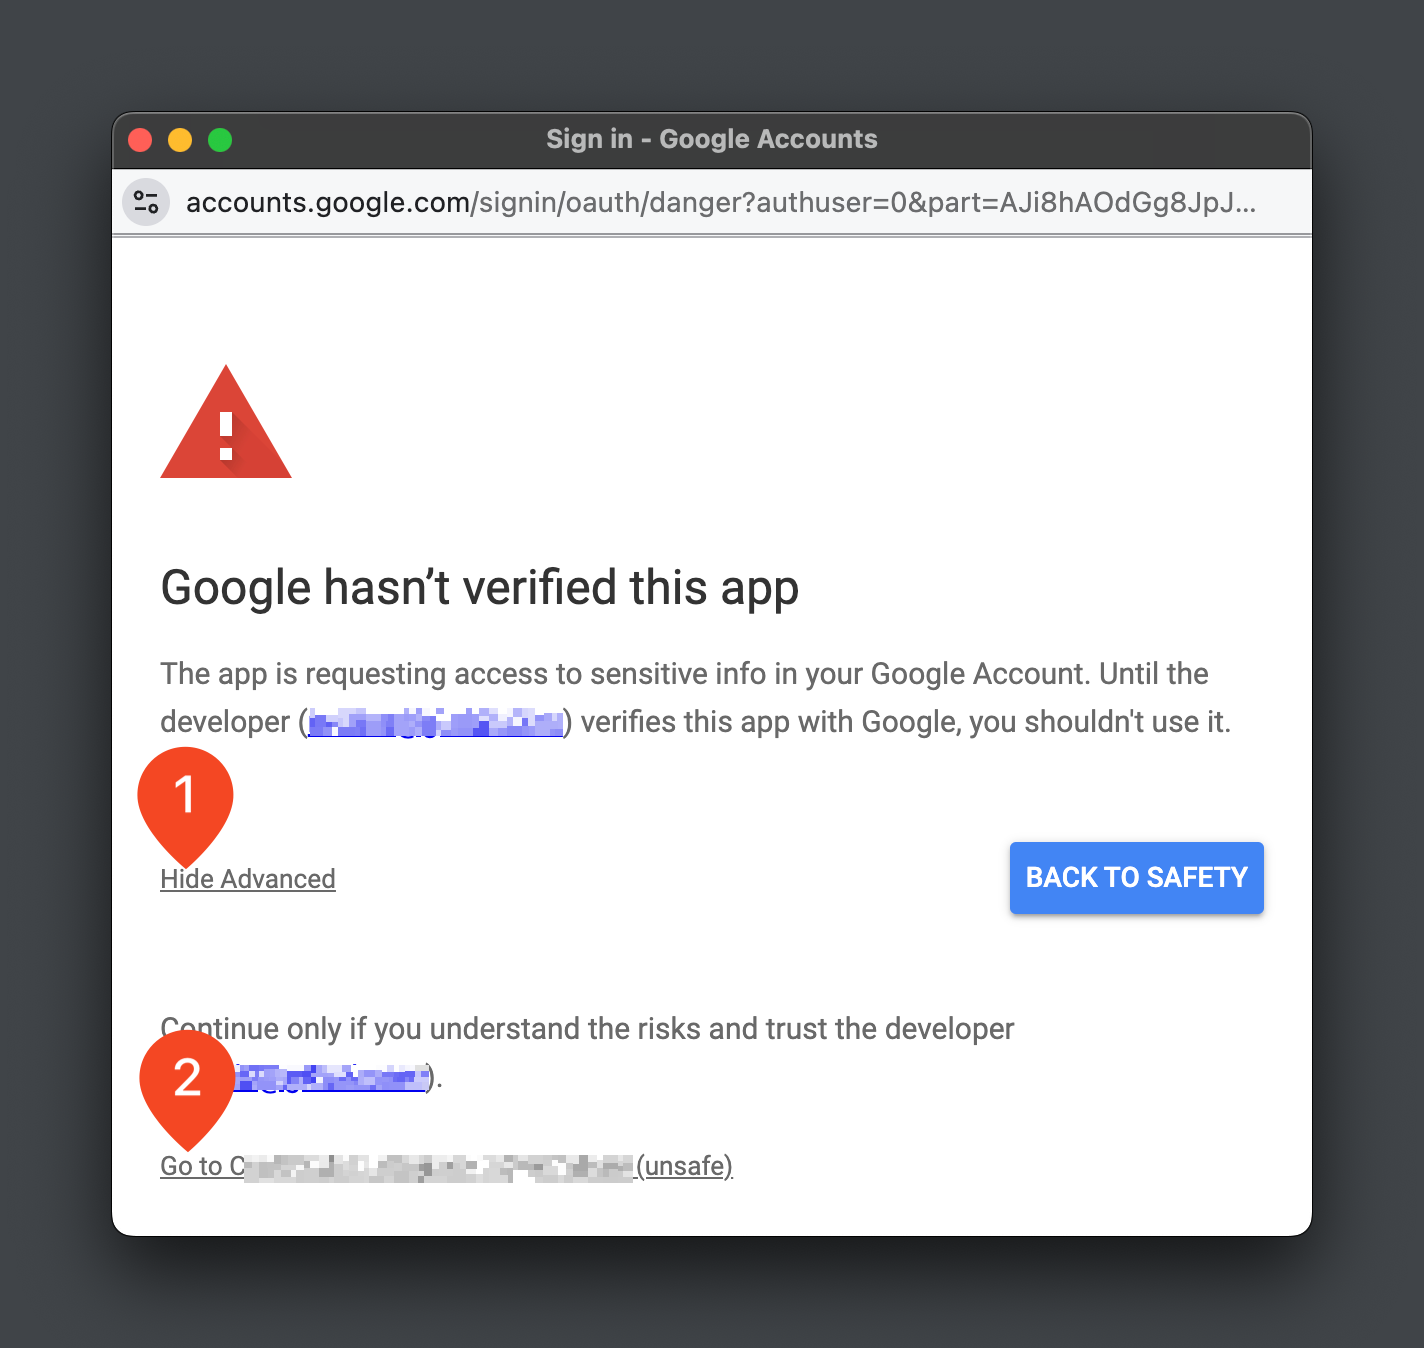 Sign in - Google Accounts
accounts.google.com/signin/oauth/danger?authuser=0&part=AJi8hAOdGg8JpJ...
!
Google hasn’t verified this app
The app is requesting access to sensitive info in your Google Account. Until the
developer () verifies this app with Google, you shouldn't use it.
1
Hide Advanced
BACK TO SAFETY
Continue only if you understand the risks and trust the developer
2
).
Go to C (unsafe)